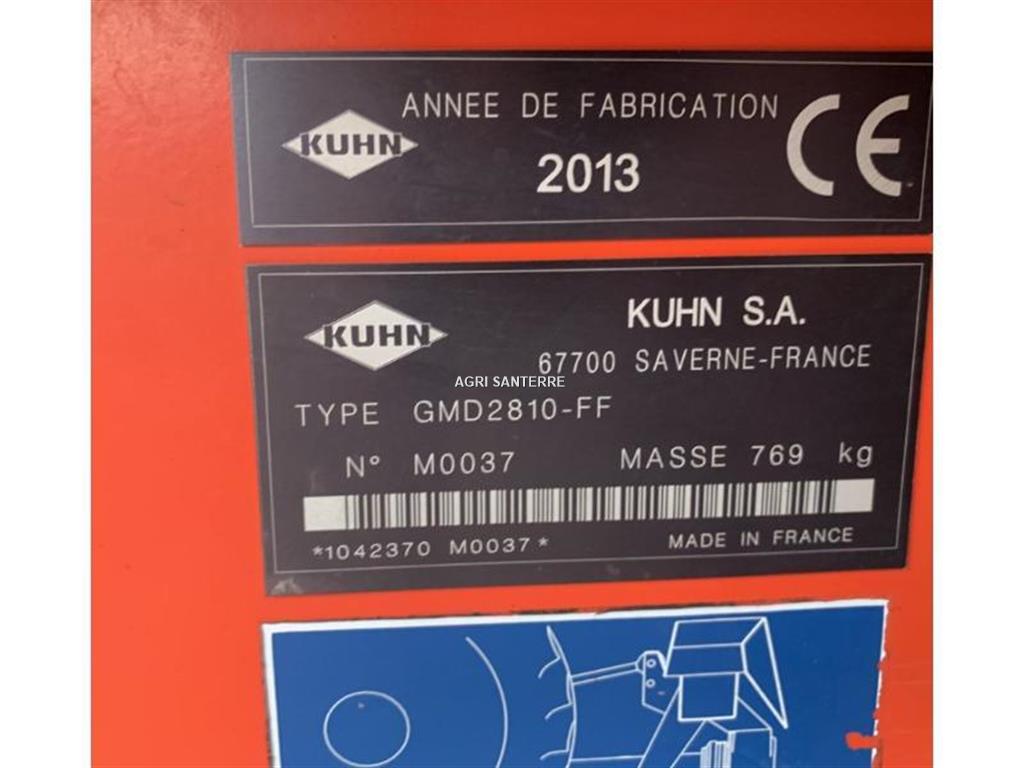 KUHN
ANNEE DE FABRICATION
2013
CE
KUHN
KUHN S.A.
67700 SAVERNE-FRANCE
AGRI SANTERRE
TYPE GMD2810-FF
N° M0037 MASSE 769 kg
*1042370 M0037*
MADE IN FRANCE